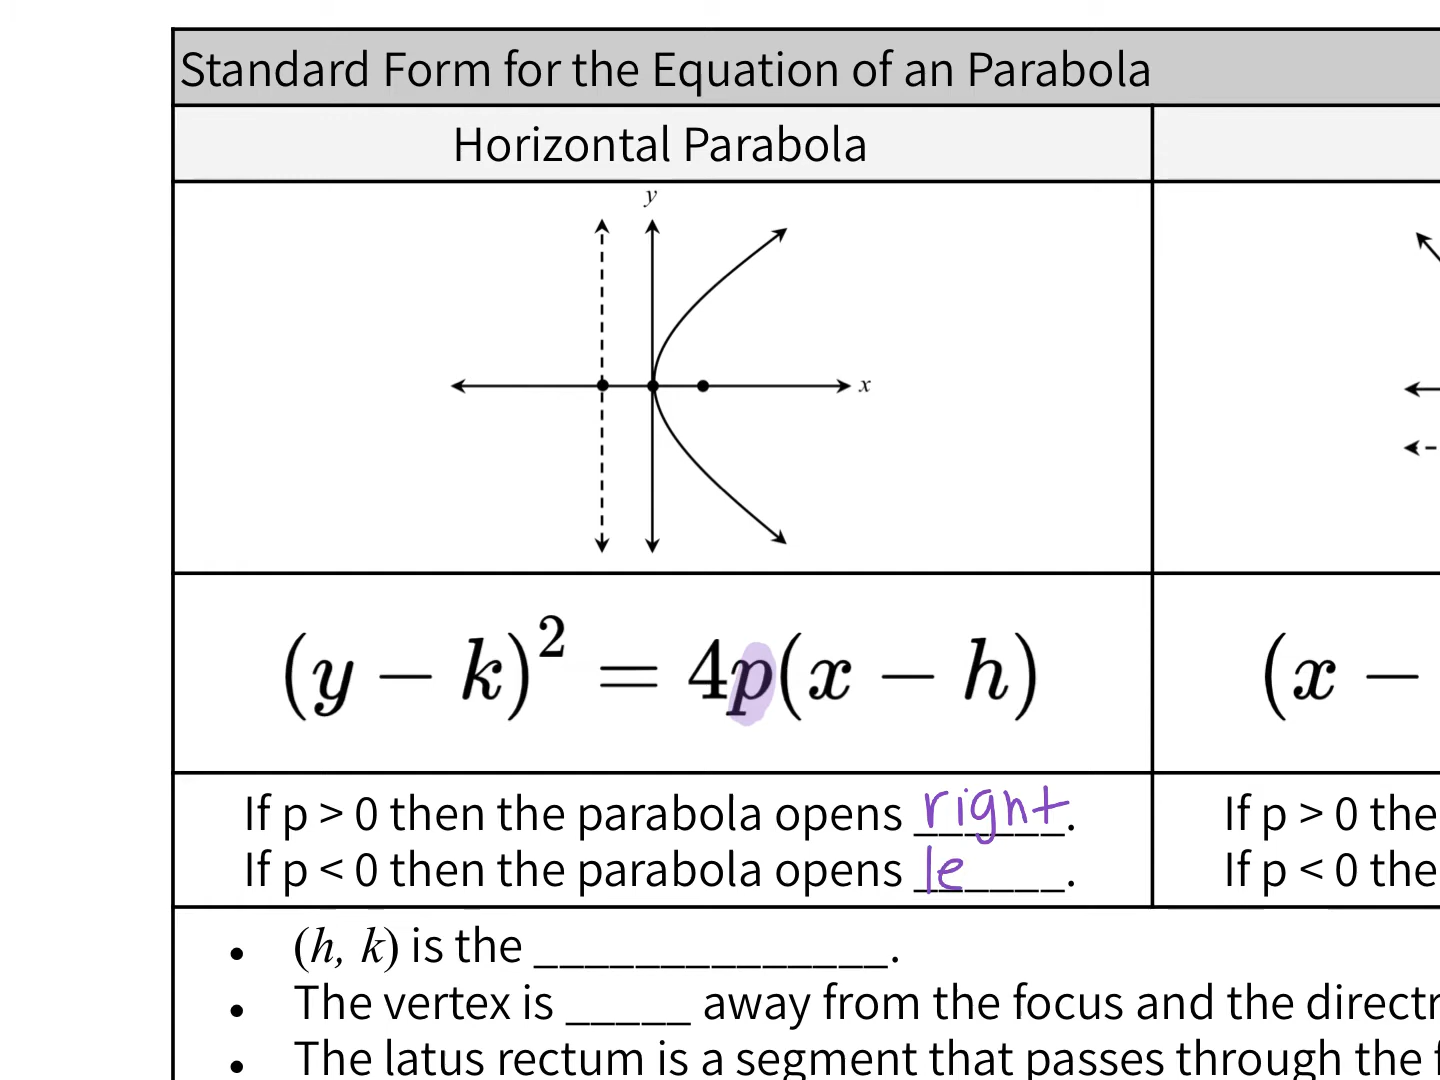 Standard Form for the Equation of an Parabola
Horizontal Parabola
y
x
(y − k)² = 4p(x − h)
(x −
If p > 0 then the parabola opens right.
If p < 0 then the parabola opens le____.
If p > 0 the
If p < 0 the
• (h, k) is the ______________.
• The vertex is _____ away from the focus and the directr
• The latus rectum is a segment that passes through the f